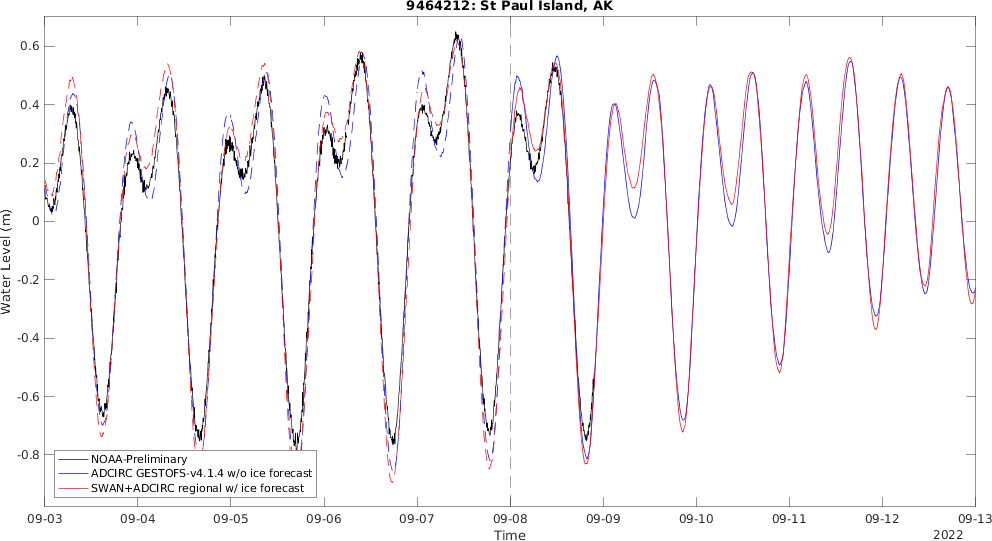 9464212: St Paul Island, AK
Water Level (m)
0.6
0.4
0.2
0
-0.2
-0.4
-0.6
-0.8
NOAA-Preliminary
ADCIRC GESTOFS-v4.1.4 w/o ice forecast
SWAN+ADCIRC regional w/ ice forecast
09-03 09-04 09-05 09-06 09-07 09-08 09-09 09-10 09-11 09-12 09-13
Time
2022